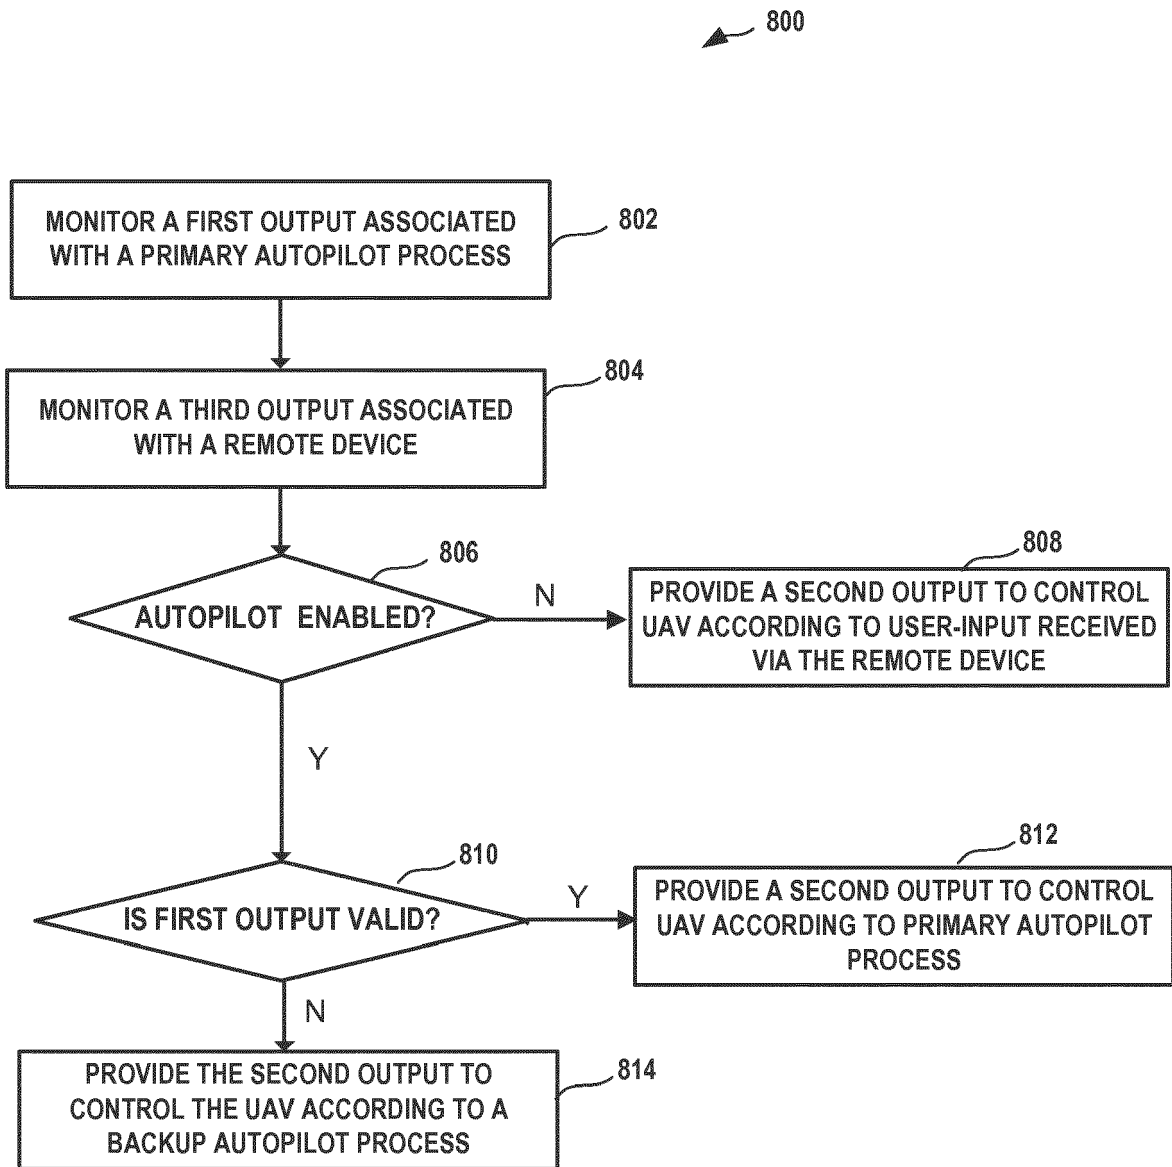 800
MONITOR A FIRST OUTPUT ASSOCIATED
WITH A PRIMARY AUTOPILOT PROCESS
802
MONITOR A THIRD OUTPUT ASSOCIATED
WITH A REMOTE DEVICE
804
AUTOPILOT ENABLED?
806
N
PROVIDE A SECOND OUTPUT TO CONTROL
UAV ACCORDING TO USER-INPUT RECEIVED
VIA THE REMOTE DEVICE
808
Y
IS FIRST OUTPUT VALID?
810
Y
PROVIDE A SECOND OUTPUT TO CONTROL
UAV ACCORDING TO PRIMARY AUTOPILOT
PROCESS
812
N
PROVIDE THE SECOND OUTPUT TO
CONTROL THE UAV ACCORDING TO A
BACKUP AUTOPILOT PROCESS
814